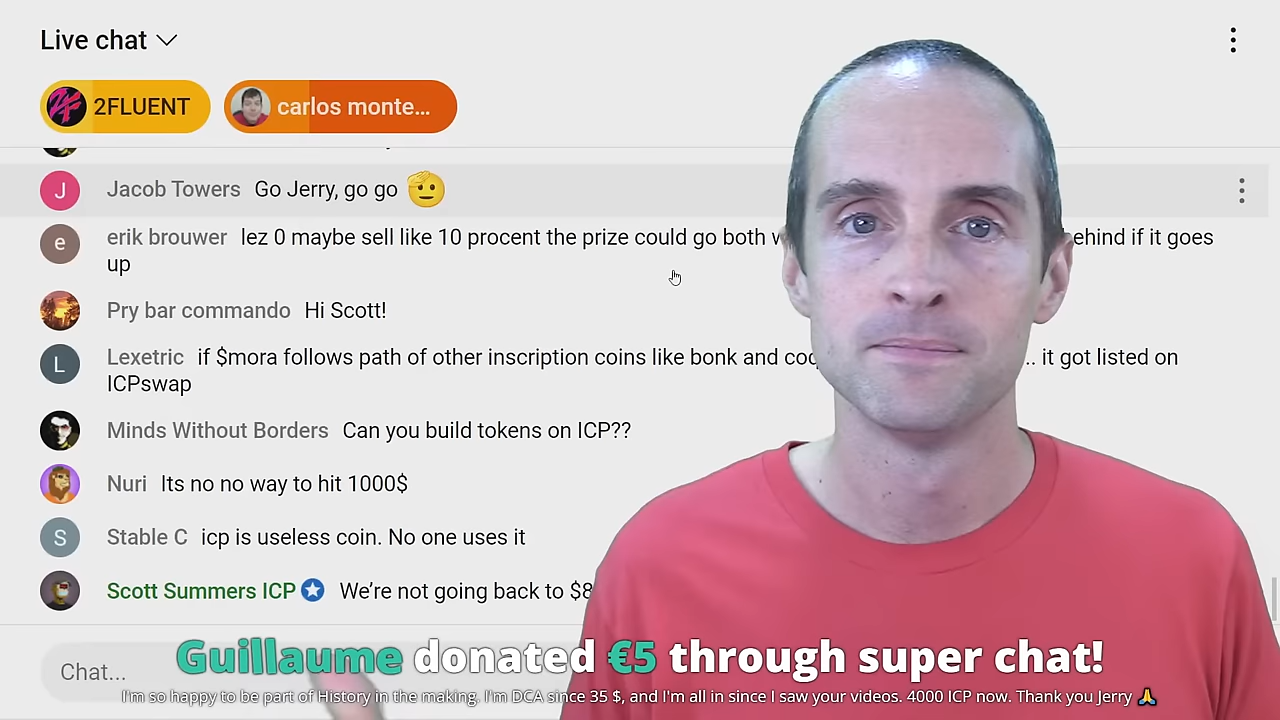 Live chat
2FLUENT
carlos monte...
J
Jacob Towers Go Jerry, go go 🫡
e
erik brouwer lez 0 maybe sell like 10 procent the prize could go both ehind if it goes
up
Pry bar commando Hi Scott!
L
Lexetric if $mora follows path of other inscription coins like bonk and .. it got listed on
ICPswap
Minds Without Borders Can you build tokens on ICP??
Nuri Its no no way to hit 1000$
S
Stable C icp is useless coin. No one uses it
Scott Summers ICP We're not going back to $8
Chat...
Guillaume donated €5 through super chat!
I'm so happy to be part of History in the making. I'm DCA since 35 $, and I'm all in since I saw your videos. 4000 ICP now. Thank you Jerry 🙏